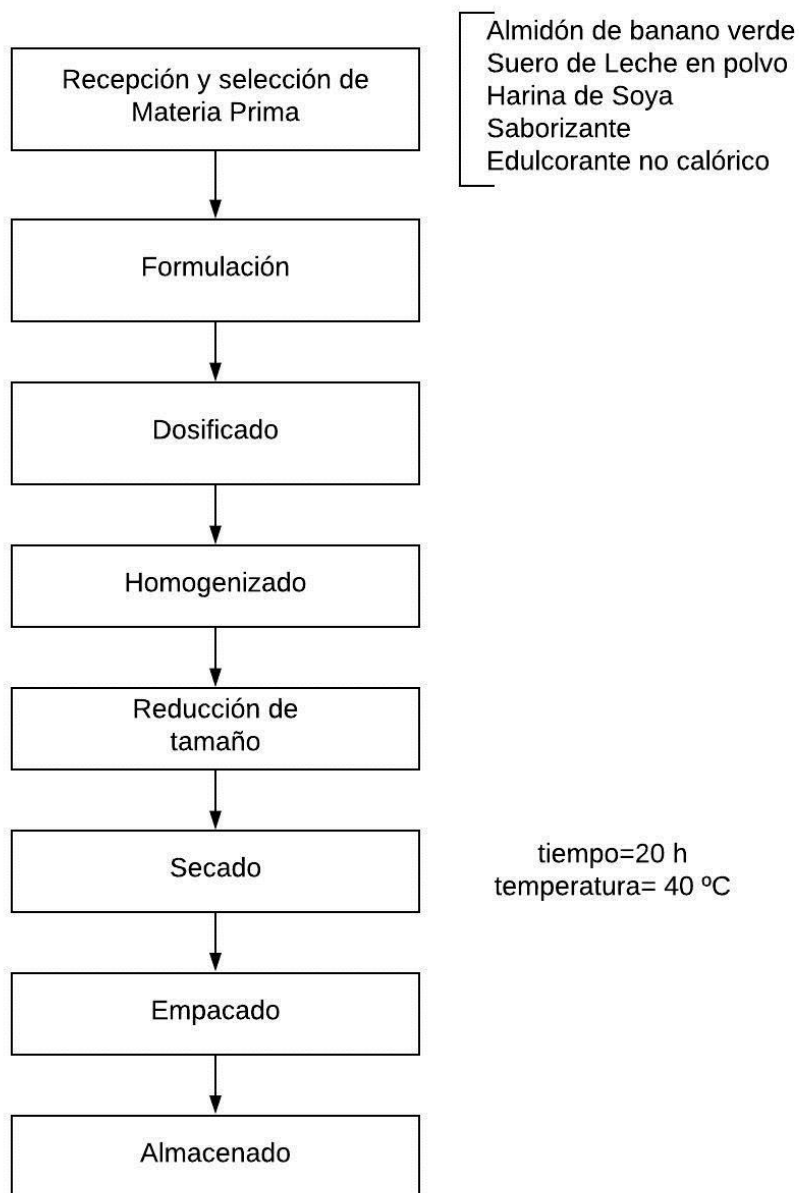 Recepción y selección de
Materia Prima
Almidón de banano verde
Suero de Leche en polvo
Harina de Soya
Saborizante
Edulcorante no calórico
Formulación
Dosificado
Homogenizado
Reducción de
tamaño
Secado
tiempo=20 h
temperatura= 40 ºC
Empacado
Almacenado